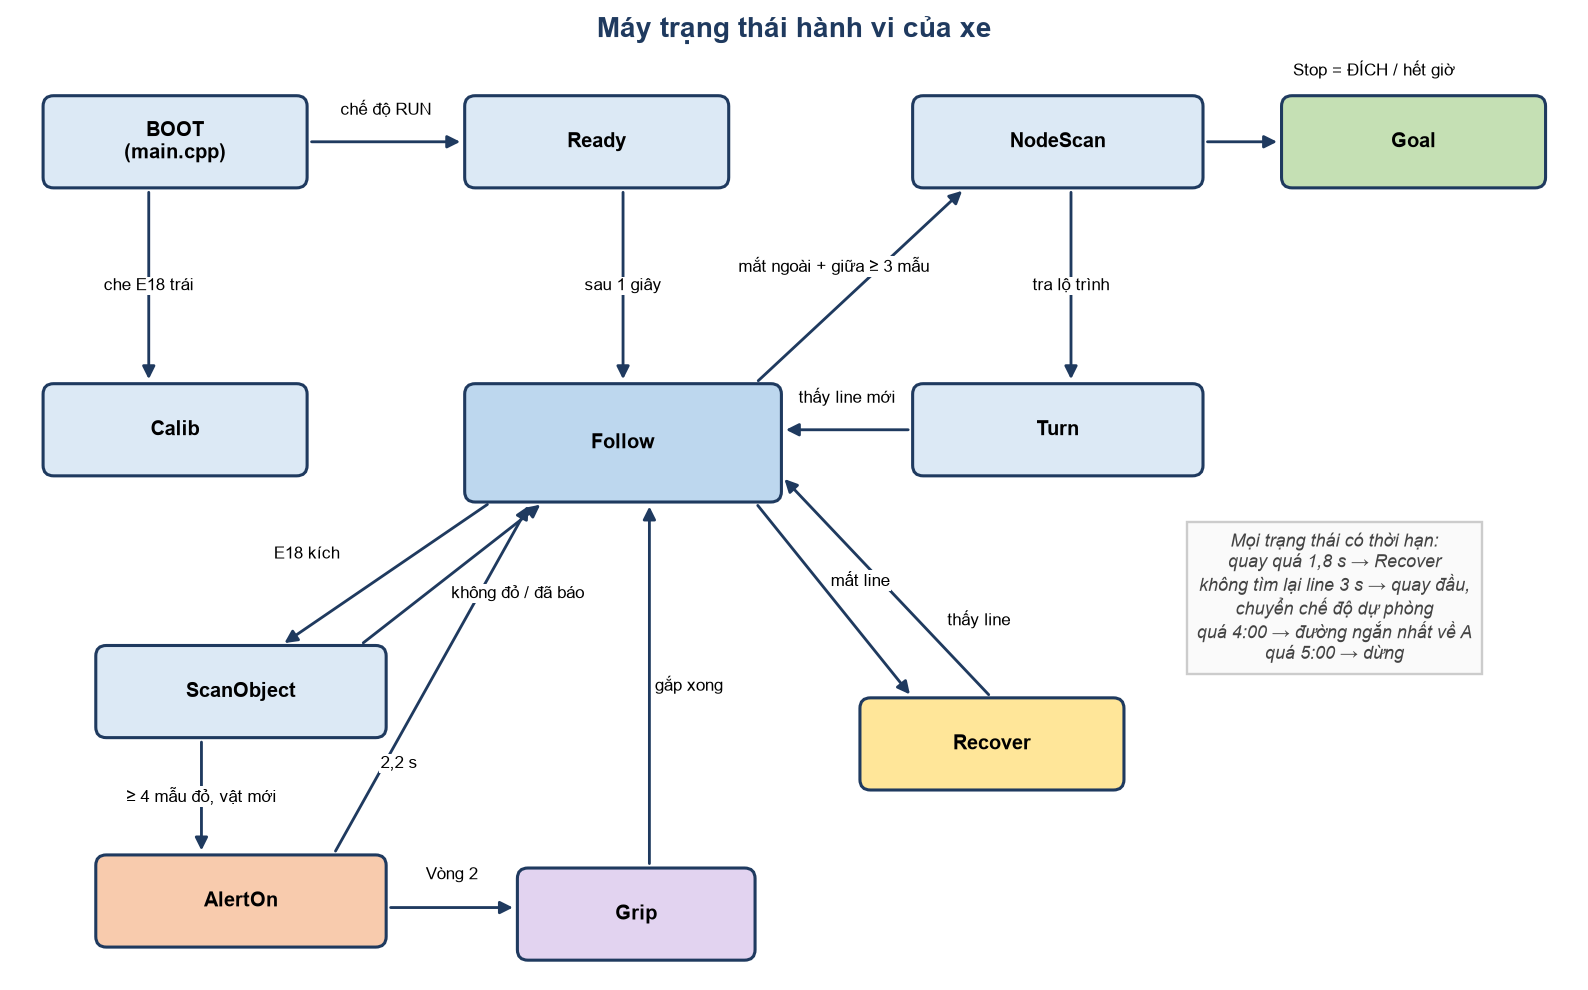 Máy trạng thái hành vi của xe
Stop = ĐÍCH / hết giờ
BOOT
(main.cpp)
chế độ RUN
Ready
NodeScan
Goal
che E18 trái
sau 1 giây
mắt ngoài + giữa ≥ 3 mẫu
tra lộ trình
Calib
Follow
thấy line mới
Turn
E18 kích
không đỏ / đã báo
mất line
thấy line
Mọi trạng thái có thời hạn:
quay quá 1,8 s → Recover
không tìm lại line 3 s → quay đầu,
chuyển chế độ dự phòng
quá 4:00 → đường ngắn nhất về A
quá 5:00 → dừng
ScanObject
gắp xong
Recover
2,2 s
≥ 4 mẫu đỏ, vật mới
AlertOn
Vòng 2
Grip